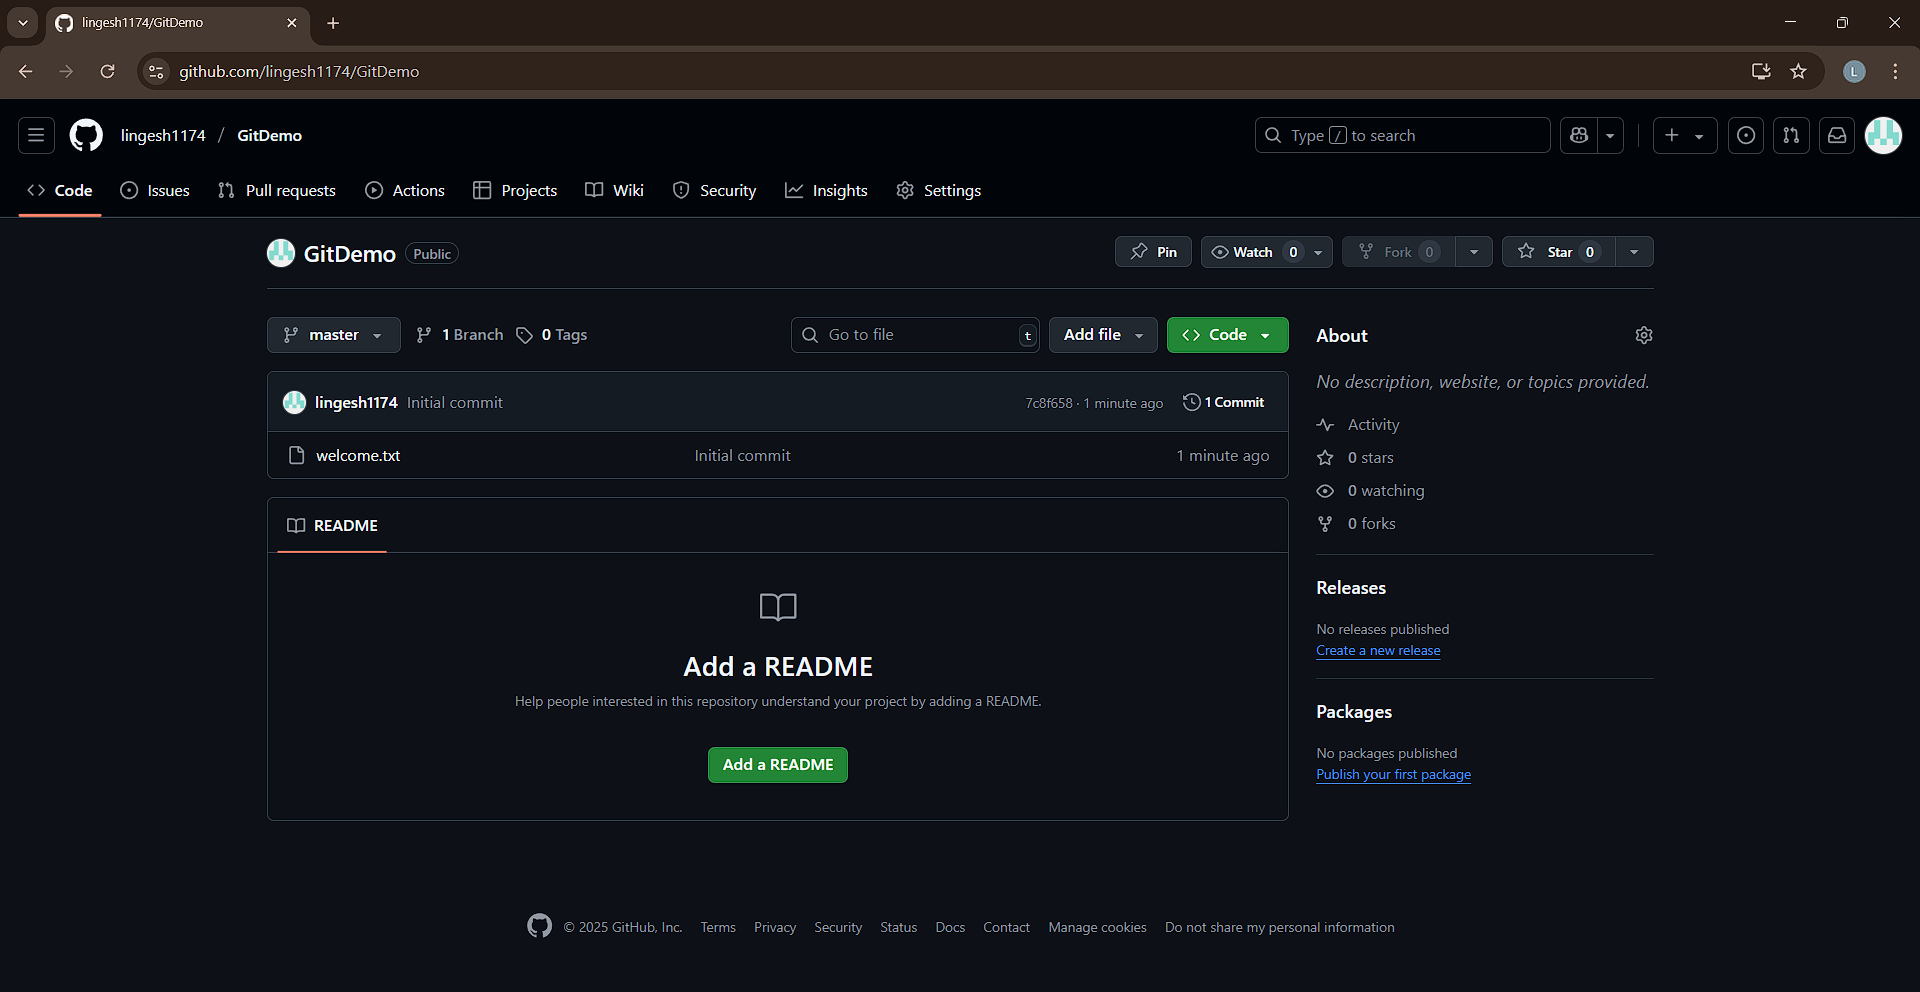 lingesh1174/GitDemo
github.com/lingesh1174/GitDemo
L
lingesh1174 / GitDemo
Type / to search
Code Issues Pull requests Actions Projects Wiki Security Insights Settings
GitDemo Public
Pin Watch 0 Fork 0 Star 0
master 1 Branch 0 Tags Go to file t Add file Code
lingesh1174 Initial commit 7c8f658 · 1 minute ago 1 Commit
welcome.txt Initial commit 1 minute ago
README
Add a README
Help people interested in this repository understand your project by adding a README.
Add a README
About
No description, website, or topics provided.
Activity
0 stars
0 watching
0 forks
Releases
No releases published
Create a new release
Packages
No packages published
Publish your first package
© 2025 GitHub, Inc. Terms Privacy Security Status Docs Contact Manage cookies Do not share my personal information